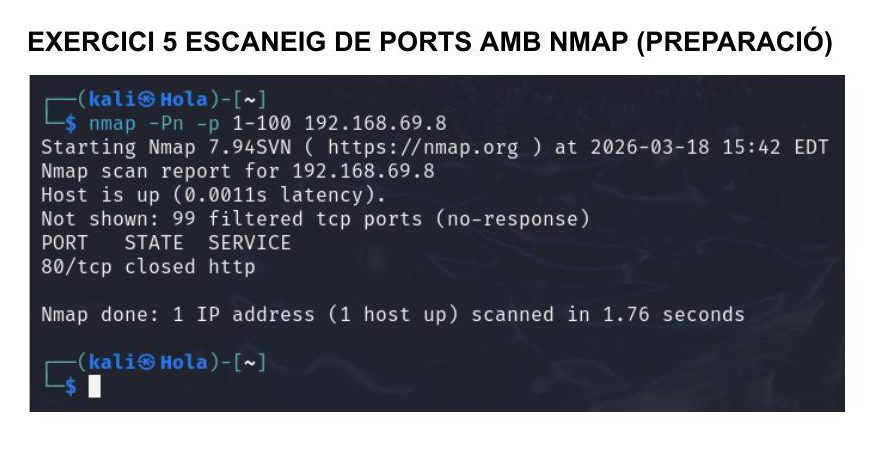 EXERCICI 5 ESCANEIG DE PORTS AMB NMAP (PREPARACIÓ)
┌──(kali㉿Hola)-[~]
└─$ nmap -Pn -p 1-100 192.168.69.8
Starting Nmap 7.94SVN ( https://nmap.org ) at 2026-03-18 15:42 EDT
Nmap scan report for 192.168.69.8
Host is up (0.0011s latency).
Not shown: 99 filtered tcp ports (no-response)
PORT   STATE  SERVICE
80/tcp closed http
Nmap done: 1 IP address (1 host up) scanned in 1.76 seconds
┌──(kali㉿Hola)-[~]
└─$